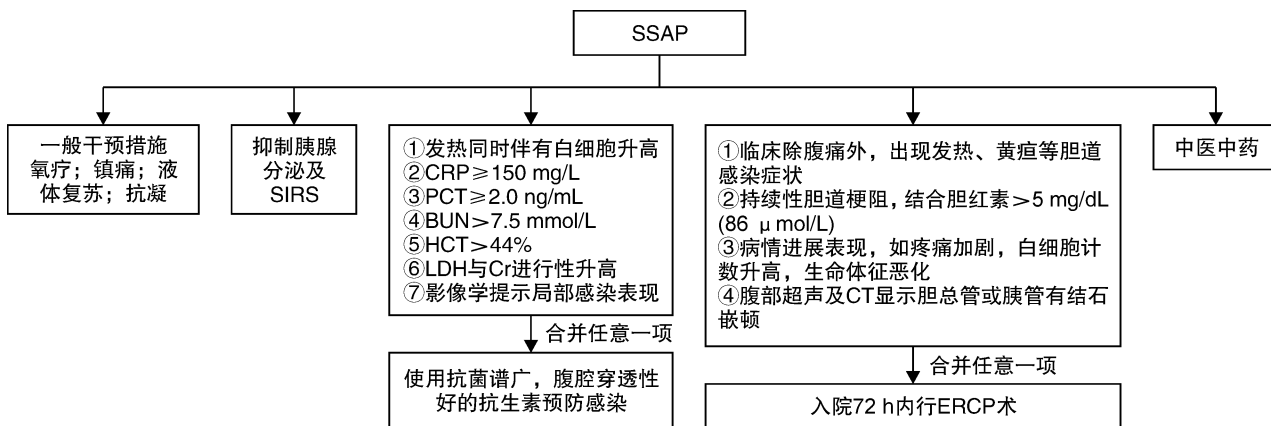 SSAP
一般干预措施
氧疗；镇痛；液
体复苏；抗凝
抑制胰腺
分泌及
SIRS
①发热同时伴有白细胞升高
②CRP≥150 mg/L
③PCT≥2.0 ng/mL
④BUN＞7.5 mmol/L
⑤HCT＞44%
⑥LDH与Cr进行性升高
⑦影像学提示局部感染表现
合并任意一项
使用抗菌谱广，腹腔穿透性
好的抗生素预防感染
①临床除腹痛外，出现发热、黄疸等胆道
感染症状
②持续性胆道梗阻，结合胆红素＞5 mg/dL
(86 μmol/L)
③病情进展表现，如疼痛加剧，白细胞计
数升高，生命体征恶化
④腹部超声及CT显示胆总管或胰管有结石
嵌顿
合并任意一项
入院72 h内行ERCP术
中医中药